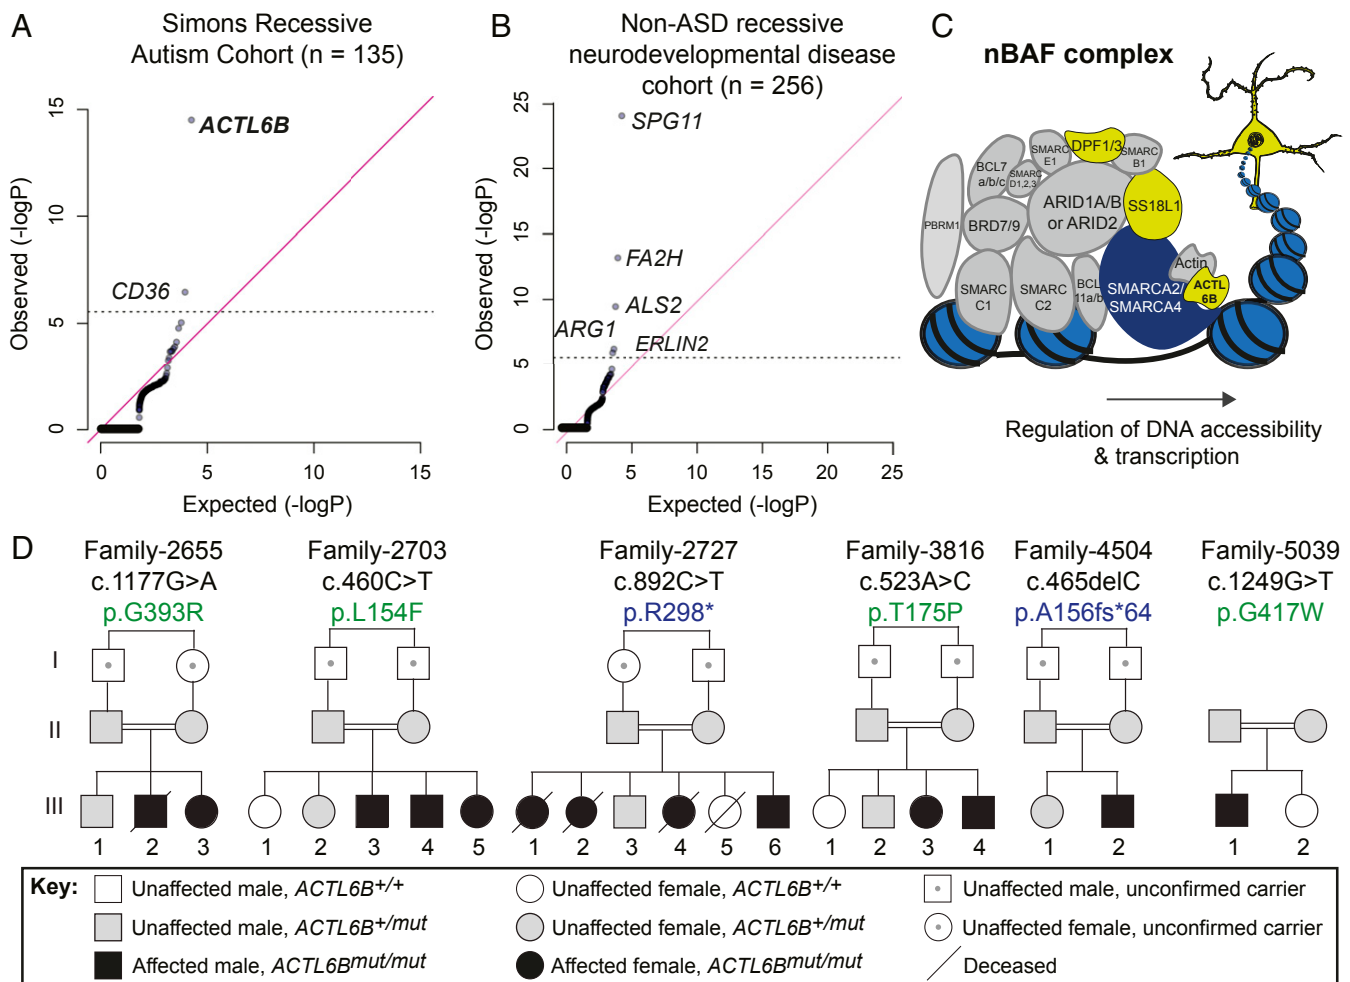 A
Simons Recessive
Autism Cohort (n = 135)
Observed (-logP)
15
10
5
0
ACTL6B
CD36
0 5 10 15
Expected (-logP)
B
Non-ASD recessive
neurodevelopmental disease
cohort (n = 256)
Observed (-logP)
25
20
15
10
5
0
SPG11
FA2H
ALS2
ARG1
ERLIN2
0 5 10 15 20 25
Expected (-logP)
C
nBAF complex
PBRM1
BCL7
a/b/c
SMARC
D1,2,3
SMARC
E1
DPF1/3
SMARC
B1
BRD7/9
ARID1A/B
or ARID2
SS18L1
SMARC
C1
SMARC
C2
BCL
11a/b
SMARCA2/
SMARCA4
Actin
ACTL
6B
Regulation of DNA accessibility
& transcription
D
Family-2655
c.1177G>A
p.G393R
Family-2703
c.460C>T
p.L154F
Family-2727
c.892C>T
p.R298*
Family-3816
c.523A>C
p.T175P
Family-4504
c.465delC
p.A156fs*64
Family-5039
c.1249G>T
p.G417W
I
II
III
1 2 3
1 2 3 4 5
1 2 3 4 5 6
1 2 3 4
1 2
1 2
Key:
Unaffected male, ACTL6B+/+
Unaffected female, ACTL6B+/+
Unaffected male, unconfirmed carrier
Unaffected male, ACTL6B+/mut
Unaffected female, ACTL6B+/mut
Unaffected female, unconfirmed carrier
Affected male, ACTL6Bmut/mut
Affected female, ACTL6Bmut/mut
Deceased